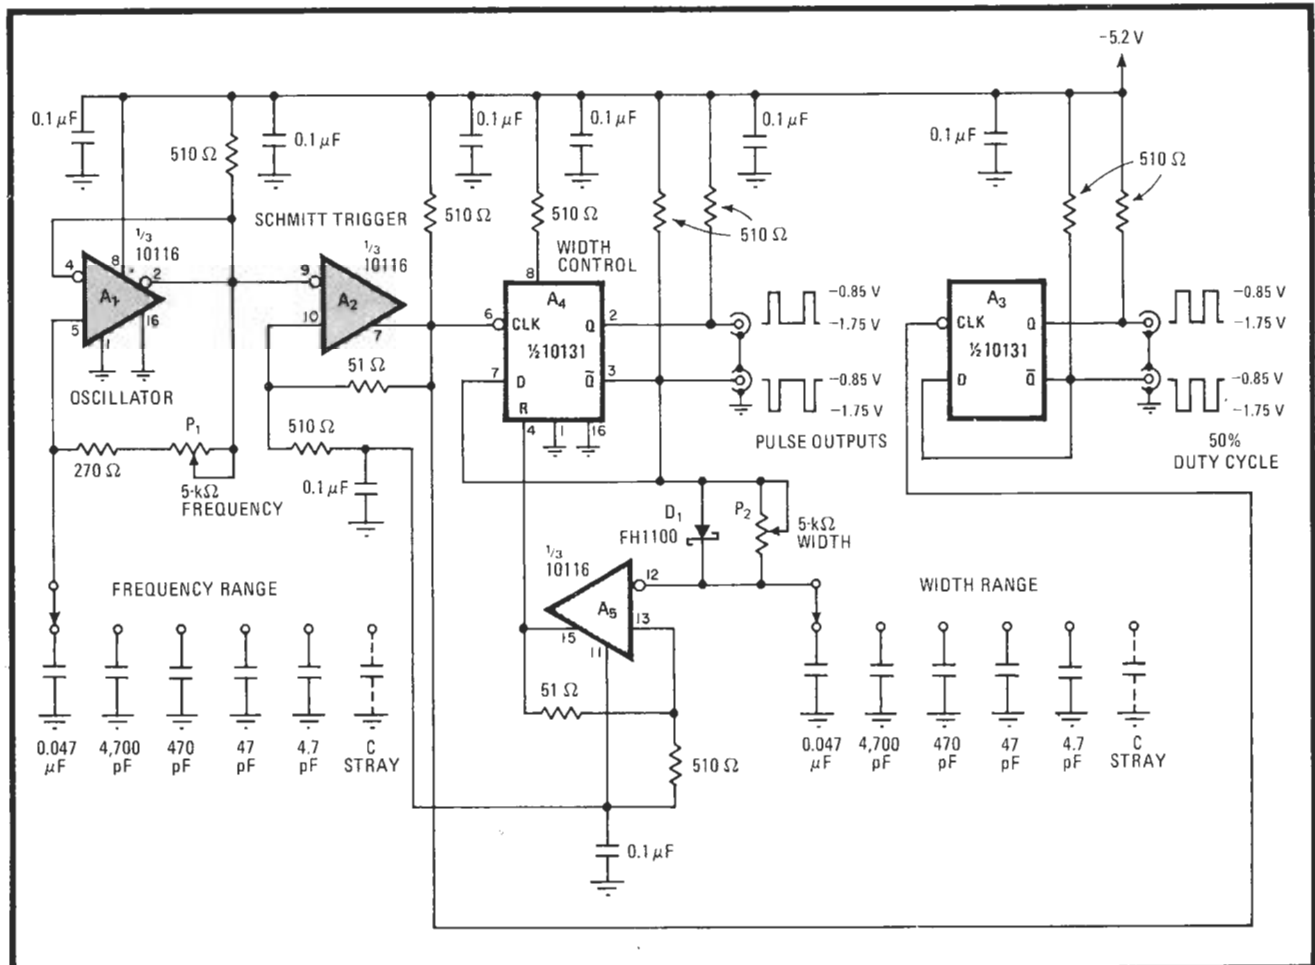 −5.2 V
0.1 µF
510 Ω
0.1 µF
0.1 µF
0.1 µF
0.1 µF
0.1 µF
510 Ω
SCHMITT TRIGGER
510 Ω
510 Ω
510 Ω
1/3
10116
1/3
10116
WIDTH
CONTROL
4
8
2
A1
5
1
16
OSCILLATOR
9
A2
10
7
51 Ω
510 Ω
0.1 µF
8
A4
6
CLK
Q
2
½10131
7
D
Q̄
3
R
4
1
16
−0.85 V
−1.75 V
−0.85 V
−1.75 V
PULSE OUTPUTS
A3
CLK
Q
½10131
D
Q̄
−0.85 V
−1.75 V
−0.85 V
−1.75 V
50%
DUTY CYCLE
270 Ω
P1
5-kΩ
FREQUENCY
D1
FH1100
P2
5-kΩ
WIDTH
1/3
10116
12
A5
13
15
11
51 Ω
510 Ω
0.1 µF
FREQUENCY RANGE
0.047
µF
4,700
pF
470
pF
47
pF
4.7
pF
C
STRAY
WIDTH RANGE
0.047
µF
4,700
pF
470
pF
47
pF
4.7
pF
C
STRAY